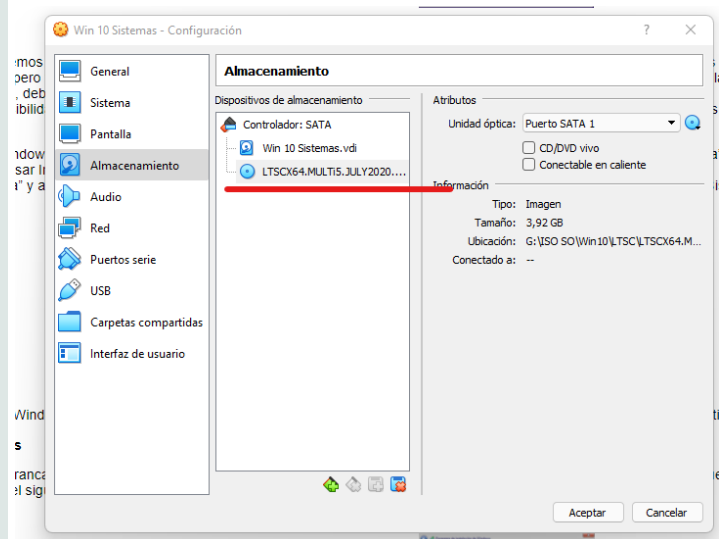 Win 10 Sistemas - Configuración
?
General
Sistema
Pantalla
Almacenamiento
Audio
Red
Puertos serie
USB
Carpetas compartidas
Interfaz de usuario
Almacenamiento
Dispositivos de almacenamiento
Controlador: SATA
Win 10 Sistemas.vdi
LTSCX64.MULTi5.JULY2020....
Atributos
Unidad óptica: Puerto SATA 1
CD/DVD vivo
Conectable en caliente
Información
Tipo: Imagen
Tamaño: 3,92 GB
Ubicación: G:\ISO SO\Win10\LTSC\LTSCX64.M...
Conectado a: --
Aceptar Cancelar